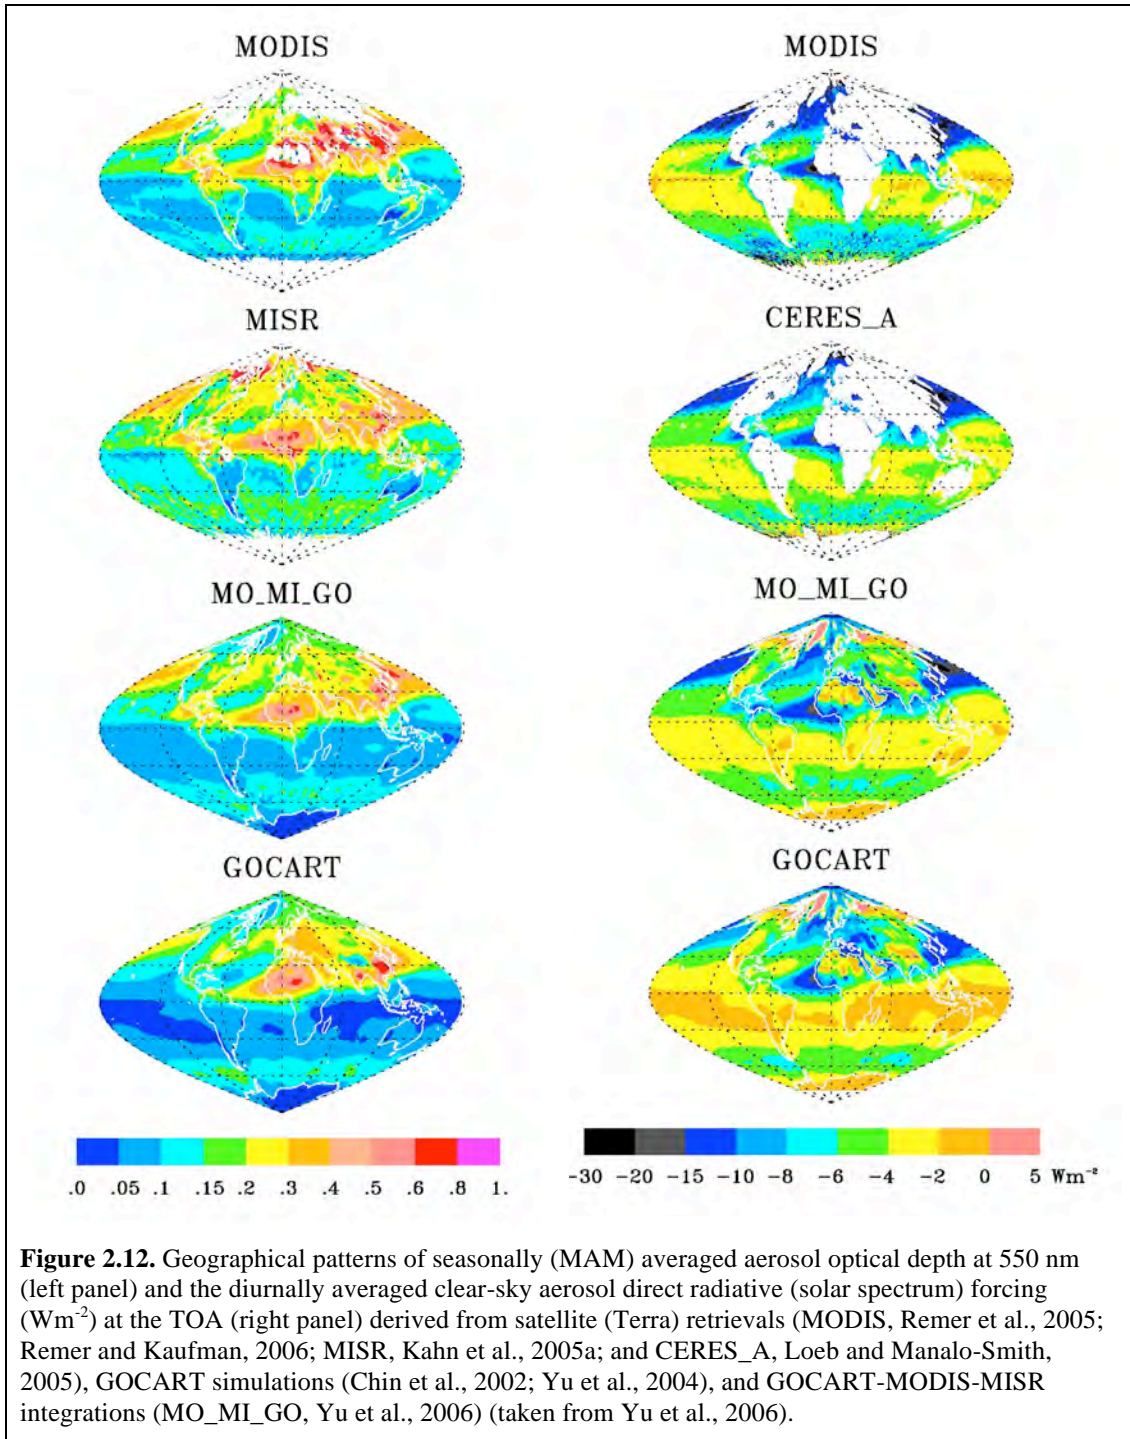 MODIS
MODIS
MISR
CERES_A
MO_MI_GO
MO_MI_GO
GOCART
GOCART
.0 .05 .1 .15 .2 .3 .4 .5 .6 .8 1.
-30 -20 -15 -10 -8 -6 -4 -2 0 5 Wm⁻²
Figure 2.12. Geographical patterns of seasonally (MAM) averaged aerosol optical depth at 550 nm
(left panel) and the diurnally averaged clear-sky aerosol direct radiative (solar spectrum) forcing
(Wm⁻²) at the TOA (right panel) derived from satellite (Terra) retrievals (MODIS, Remer et al., 2005;
Remer and Kaufman, 2006; MISR, Kahn et al., 2005a; and CERES_A, Loeb and Manalo-Smith,
2005), GOCART simulations (Chin et al., 2002; Yu et al., 2004), and GOCART-MODIS-MISR
integrations (MO_MI_GO, Yu et al., 2006) (taken from Yu et al., 2006).